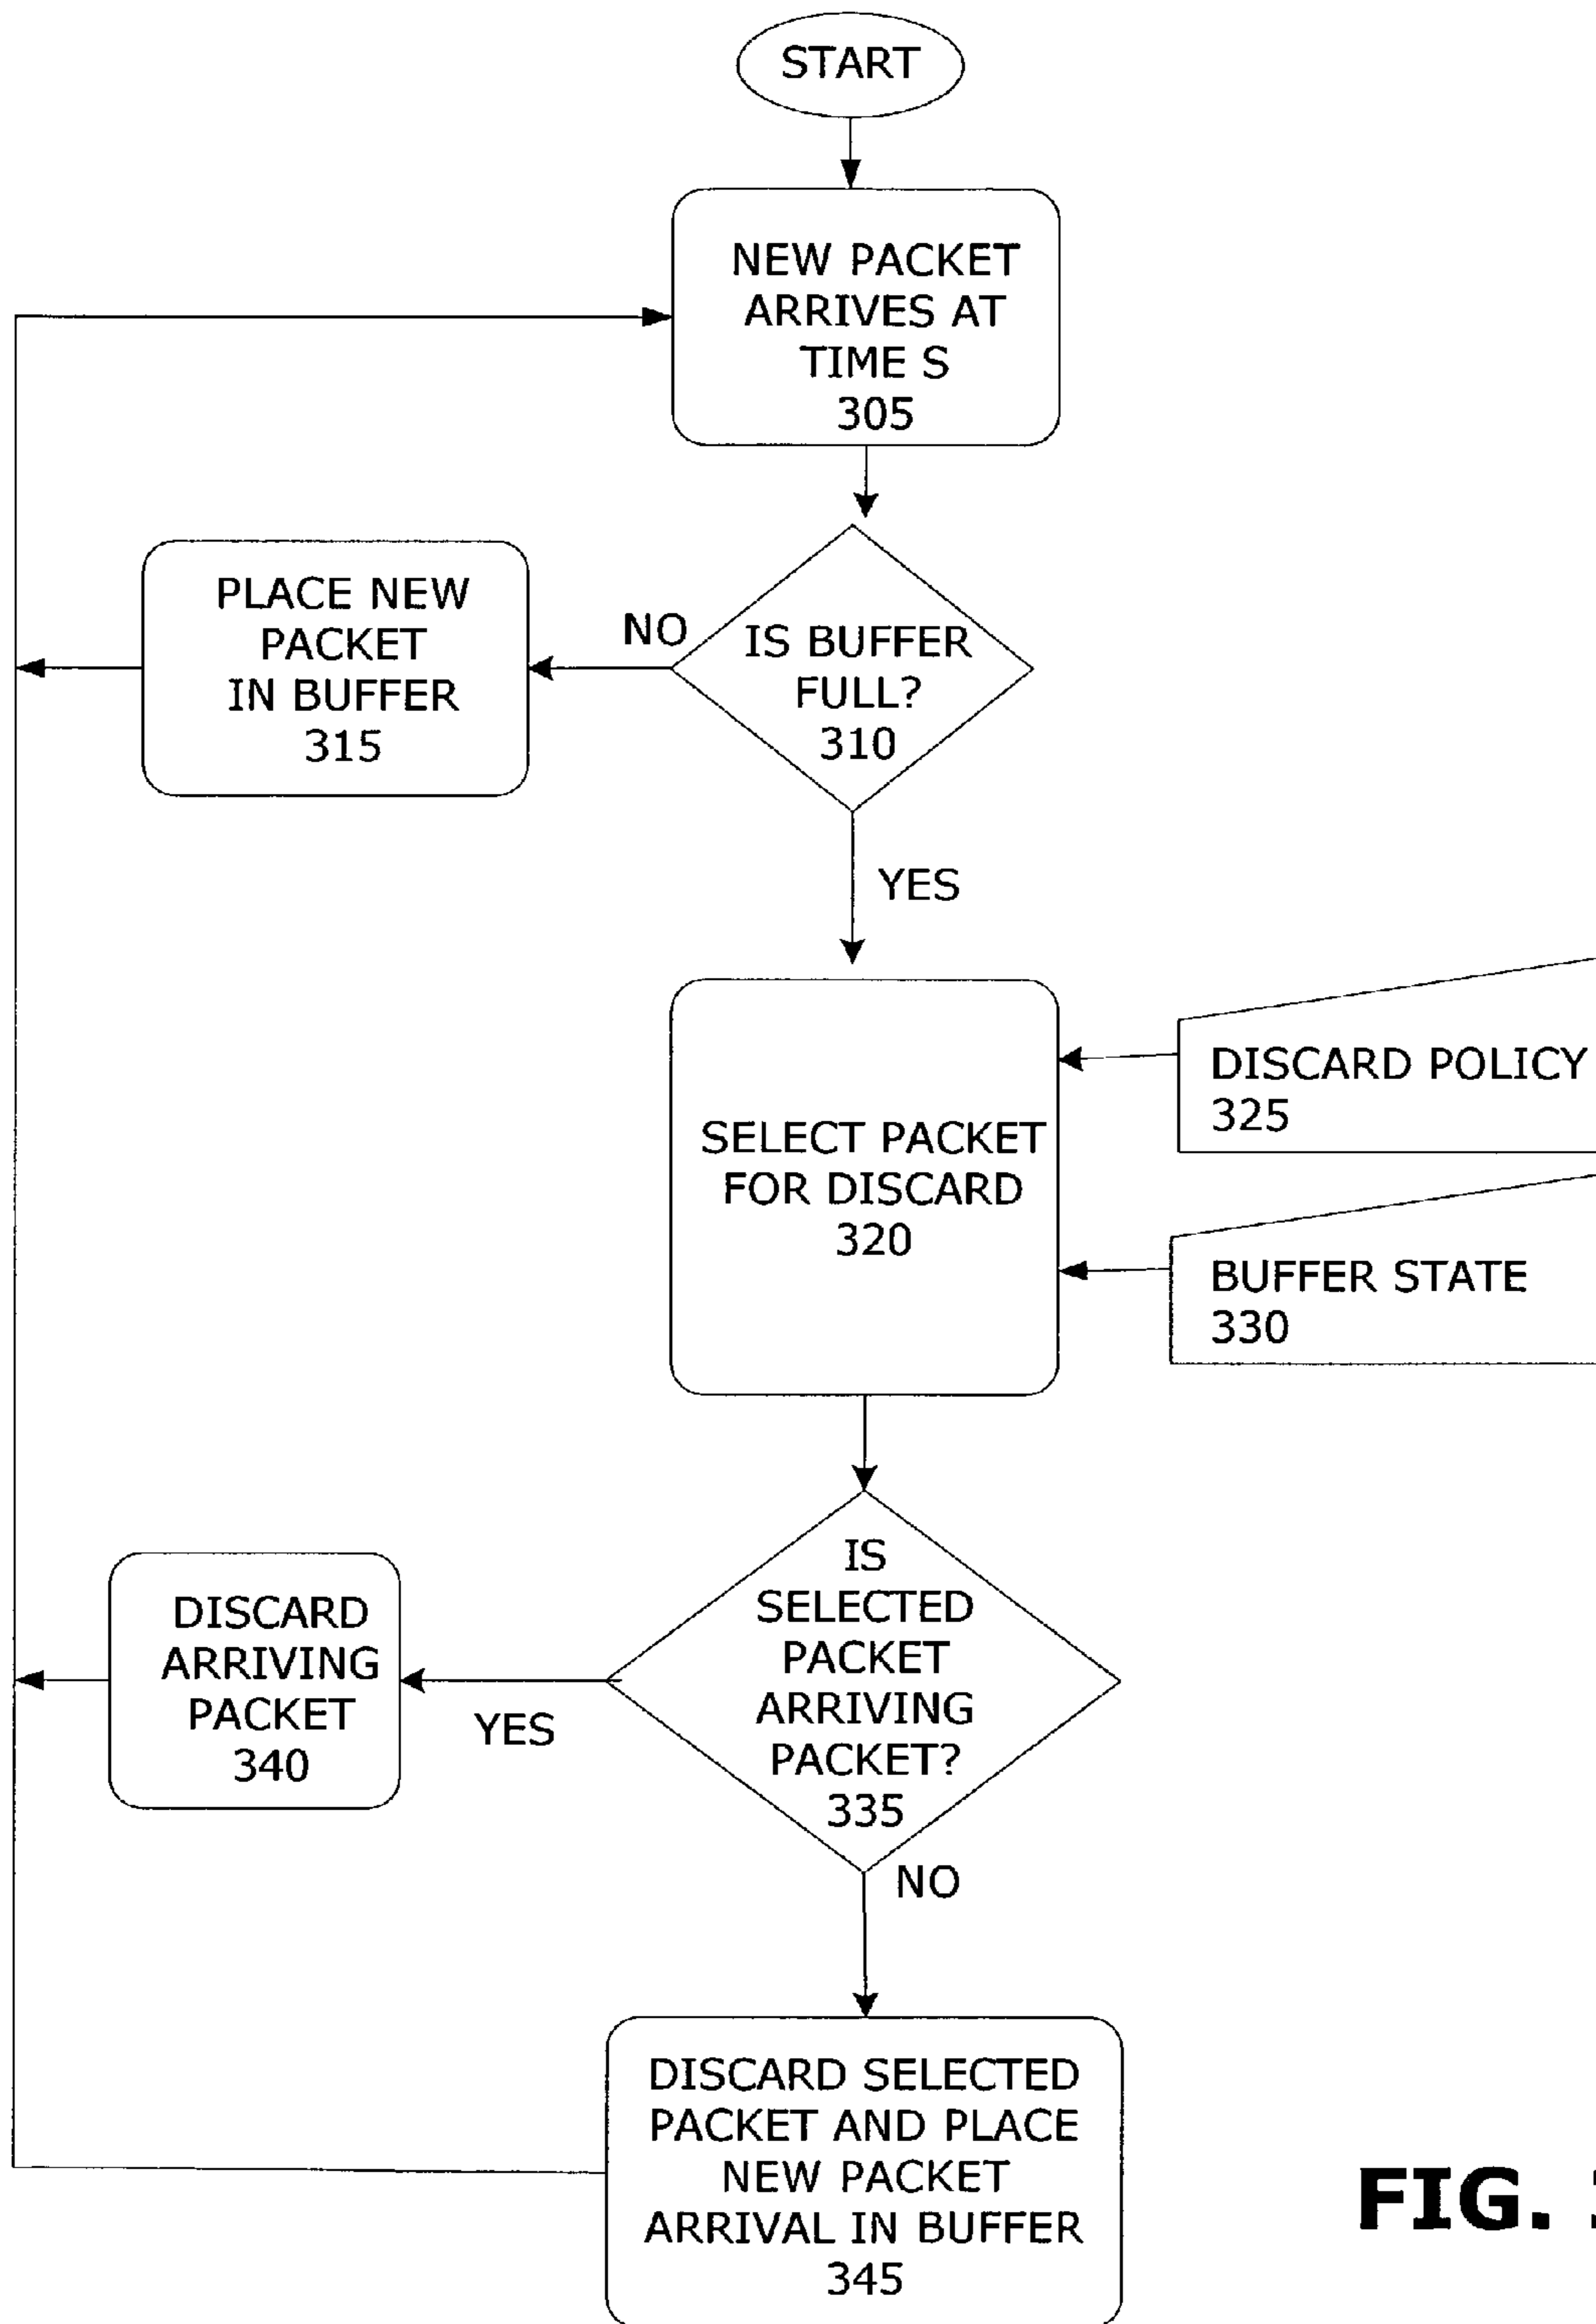 START
NEW PACKET
ARRIVES AT
TIME S
305
PLACE NEW
PACKET
IN BUFFER
315
NO
IS BUFFER
FULL?
310
YES
SELECT PACKET
FOR DISCARD
320
DISCARD POLICY
325
BUFFER STATE
330
IS
SELECTED
PACKET
ARRIVING
PACKET?
335
DISCARD
ARRIVING
PACKET
340
YES
NO
DISCARD SELECTED
PACKET AND PLACE
NEW PACKET
ARRIVAL IN BUFFER
345
FIG.